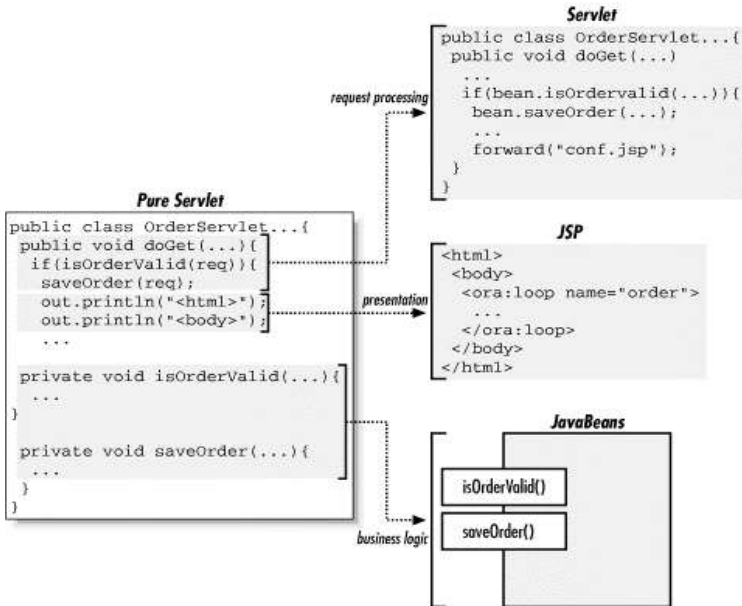 Servlet
public class OrderServlet...{
public void doGet(...)
...
if(bean.isOrdervalid(...)){
bean.saveOrder(...);
...
forward("conf.jsp");
}
}
request processing
Pure Servlet
public class OrderServlet...{
public void doGet(...){
if(isOrderValid(req)){
saveOrder(req);
out.println("<html>");
out.println("<body>");
...
private void isOrderValid(...){
...
}
private void saveOrder(...){
...
}
}
presentation
JSP
<html>
<body>
<ora:loop name="order">
...
</ora:loop>
</body>
</html>
business logic
JavaBeans
isOrderValid()
saveOrder()